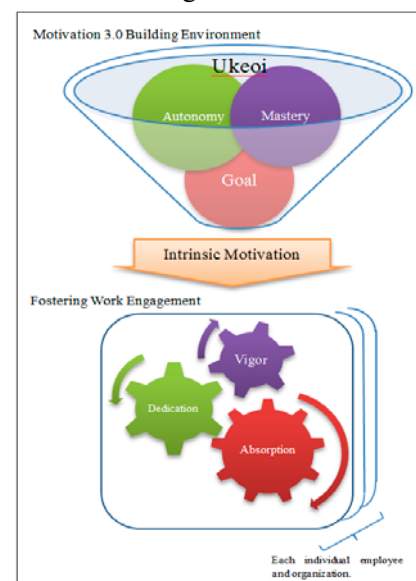 Motivation 3.0 Building Environment
Ukeoi
Autonomy
Mastery
Goal
Intrinsic Motivation
Fostering Work Engagement
Vigor
Dedication
Absorption
Each individual employee
and organization.